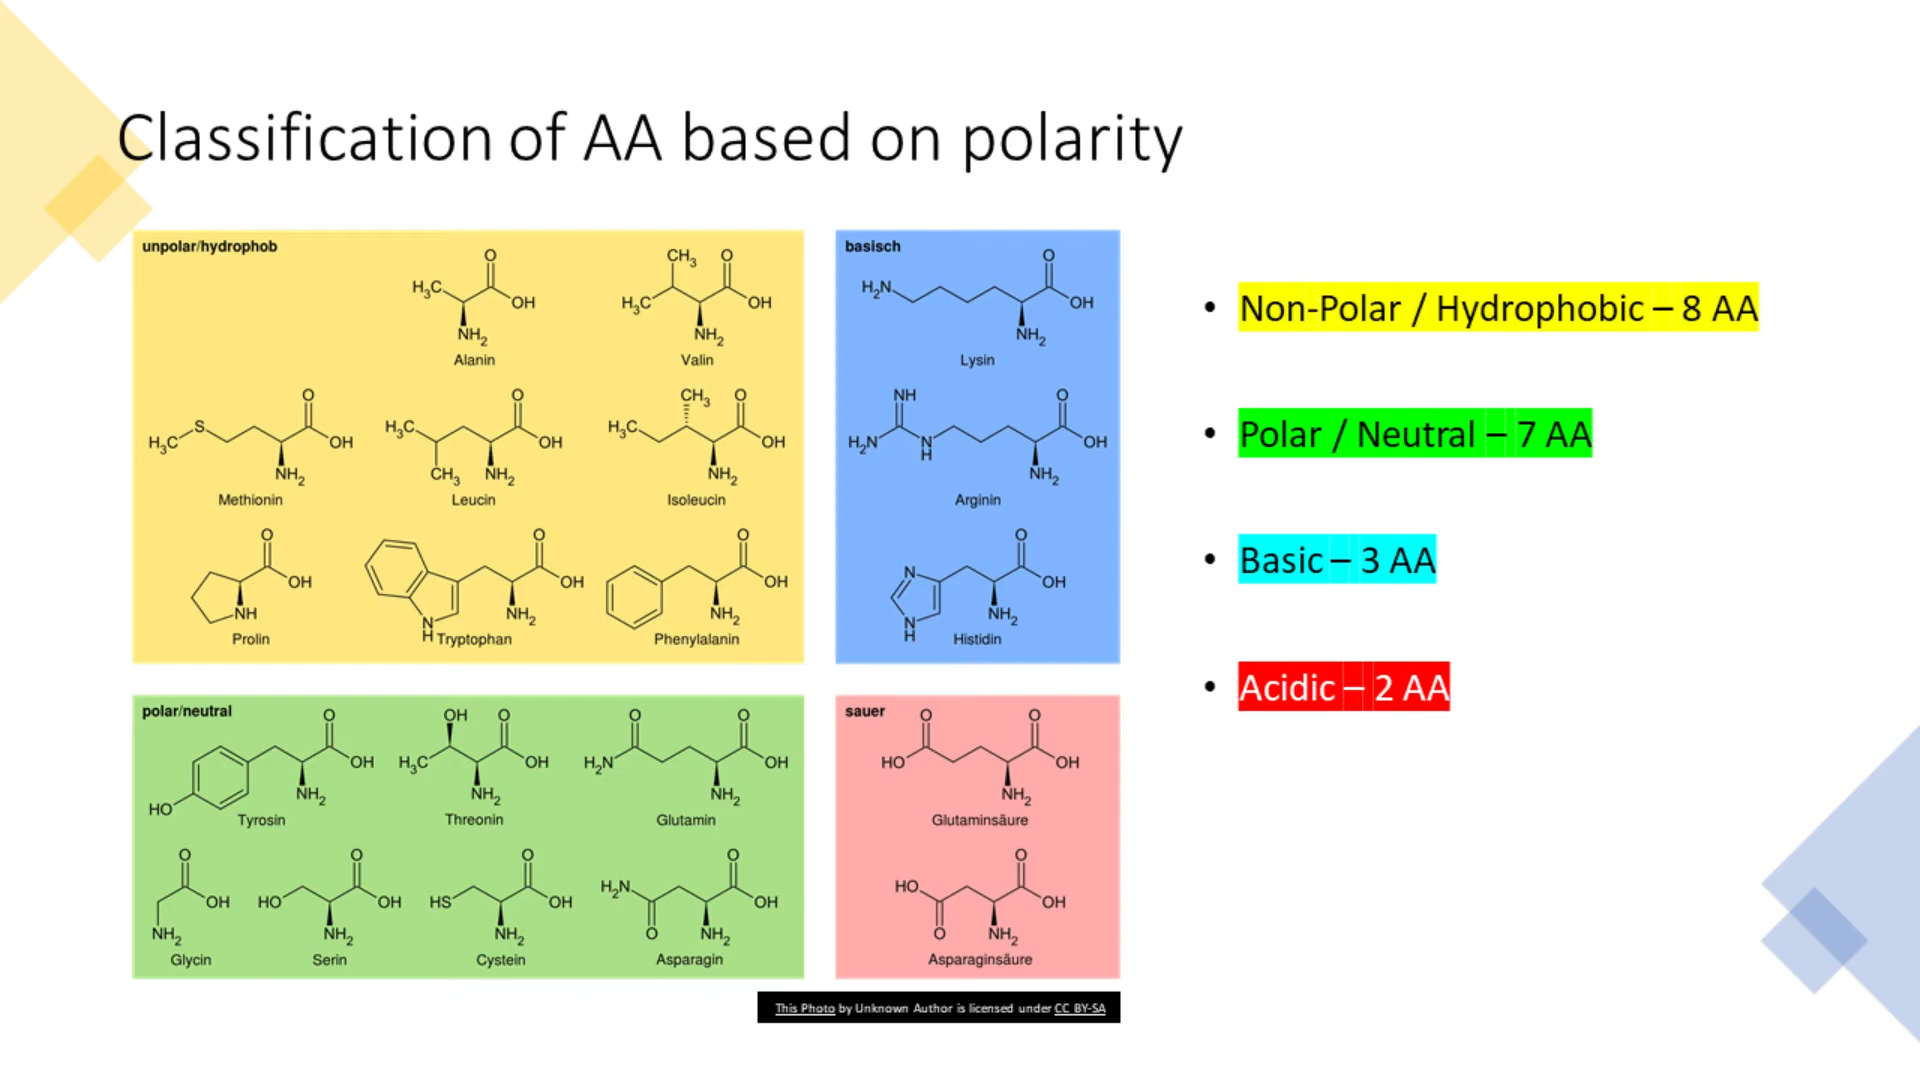 Classification of AA based on polarity
unpolar/hydrophob
H₃C O OH NH₂
Alanin
CH₃ H₃C O OH NH₂
Valin
H₃C S O OH NH₂
Methionin
H₃C CH₃ O OH NH₂
Leucin
H₃C CH₃ O OH NH₂
Isoleucin
O OH NH
Prolin
N H O OH NH₂
Tryptophan
O OH NH₂
Phenylalanin
basisch
H₂N O OH NH₂
Lysin
NH H₂N N H O OH NH₂
Arginin
N N H O OH NH₂
Histidin
polar/neutral
HO O OH NH₂
Tyrosin
OH H₃C O OH NH₂
Threonin
H₂N O O OH NH₂
Glutamin
O OH NH₂
Glycin
HO O OH NH₂
Serin
HS O OH NH₂
Cystein
H₂N O O OH NH₂
Asparagin
sauer
HO O O OH NH₂
Glutaminsäure
HO O O OH NH₂
Asparaginsäure
This Photo by Unknown Author is licensed under CC BY-SA
• Non-Polar / Hydrophobic – 8 AA
• Polar / Neutral – 7 AA
• Basic – 3 AA
• Acidic – 2 AA